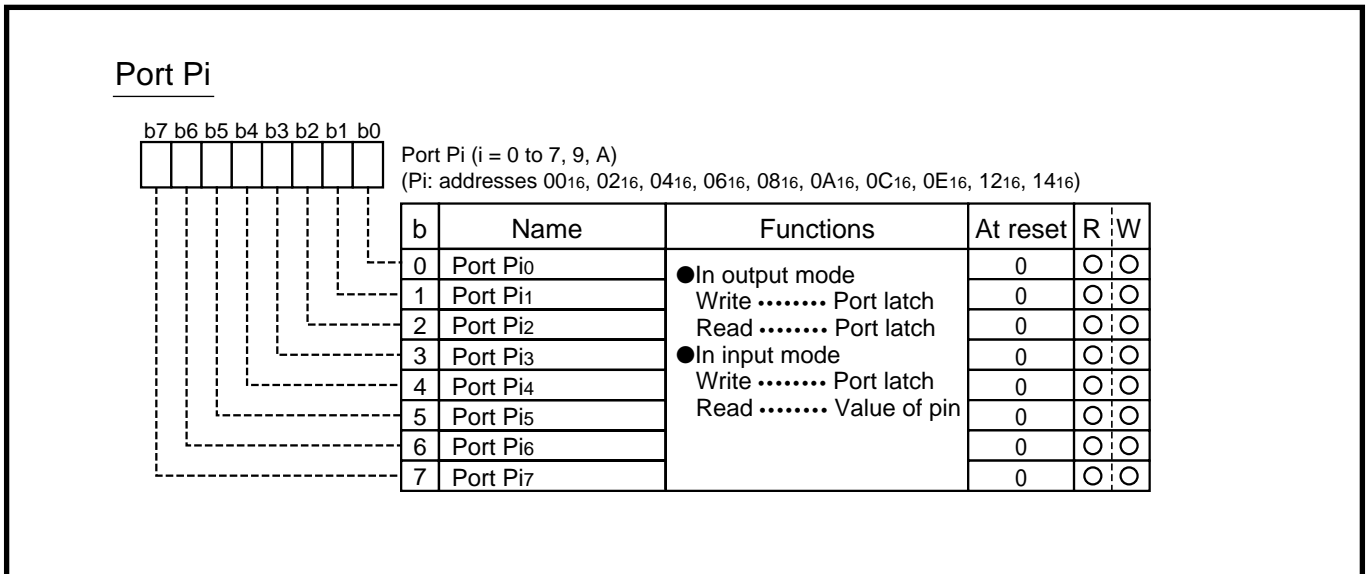 Port Pi
b7 b6 b5 b4 b3 b2 b1 b0
Port Pi (i = 0 to 7, 9, A)
(Pi: addresses 0016, 0216, 0416, 0616, 0816, 0A16, 0C16, 0E16, 1216, 1416)
b Name Functions At reset R W
0 Port Pi0 0 O O
1 Port Pi1 0 O O
2 Port Pi2 0 O O
3 Port Pi3 0 O O
4 Port Pi4 0 O O
5 Port Pi5 0 O O
6 Port Pi6 0 O O
7 Port Pi7 0 O O
●In output mode
Write •••••••• Port latch
Read •••••••• Port latch
●In input mode
Write •••••••• Port latch
Read •••••••• Value of pin